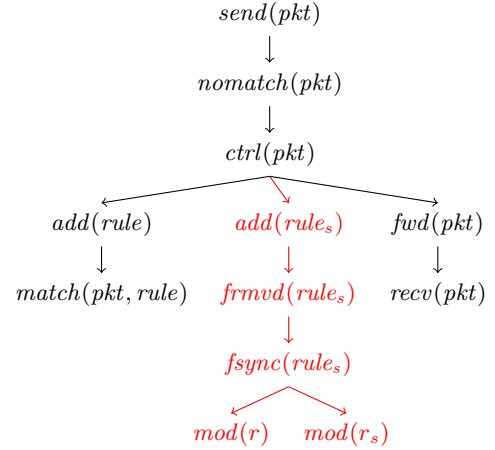 send(pkt)
nomatch(pkt)
ctrl(pkt)
add(rule) add(rule_s) fwd(pkt)
match(pkt, rule) frmvd(rule_s) recv(pkt)
fsync(rule_s)
mod(r) mod(r_s)